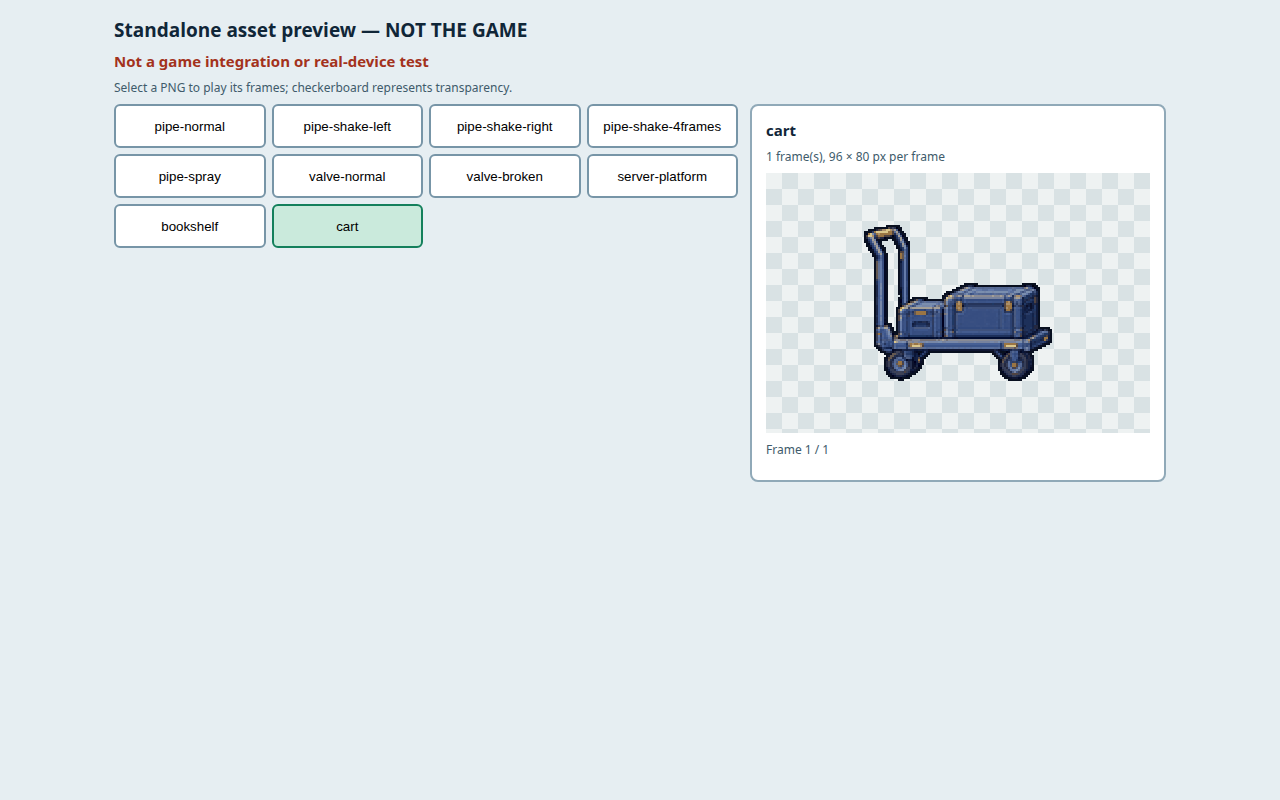 Standalone asset preview — NOT THE GAME
Not a game integration or real-device test
Select a PNG to play its frames; checkerboard represents transparency.
pipe-normal
pipe-shake-left
pipe-shake-right
pipe-shake-4frames
pipe-spray
valve-normal
valve-broken
server-platform
bookshelf
cart
cart
1 frame(s), 96 × 80 px per frame
Frame 1 / 1